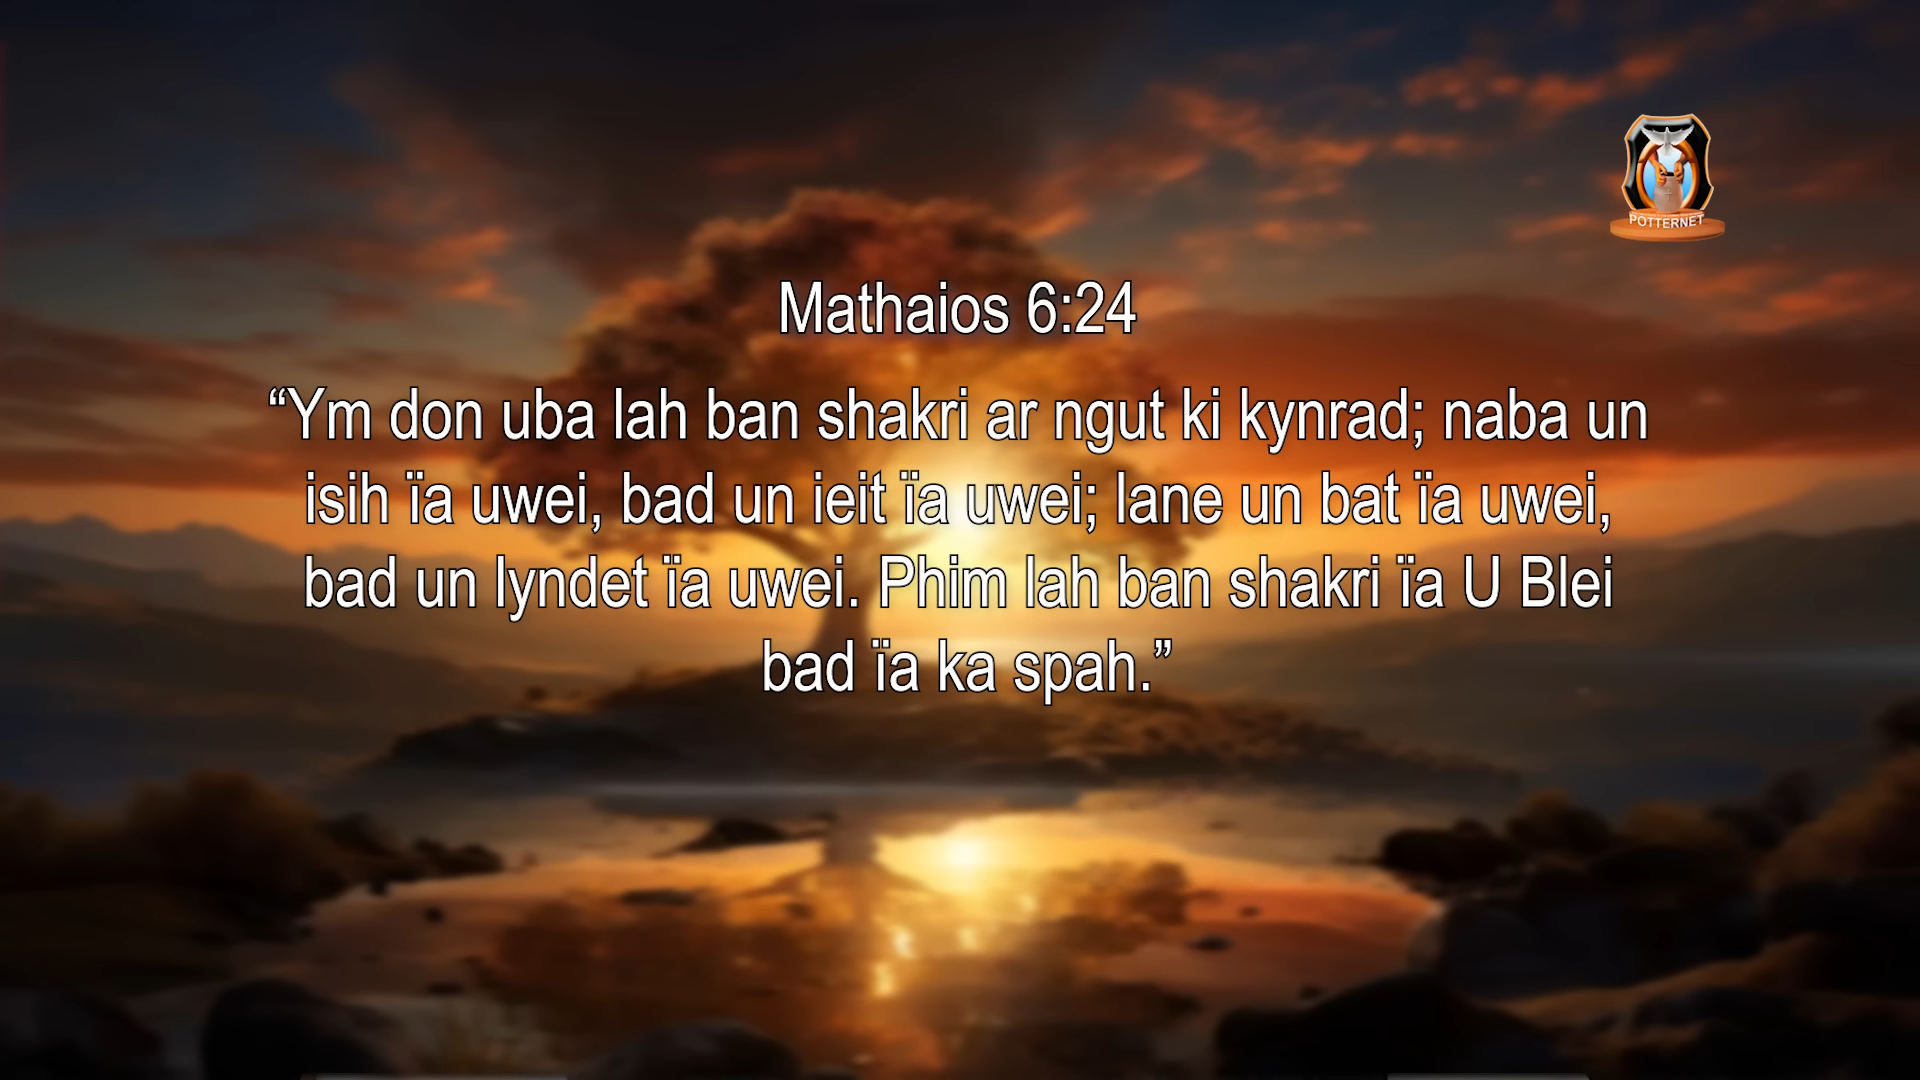 POTTERNET
Mathaios 6:24
“Ym don uba lah ban shakri ar ngut ki kynrad; naba un
isih ïa uwei, bad un ieit ïa uwei; lane un bat ïa uwei,
bad un lyndet ïa uwei. Phim lah ban shakri ïa U Blei
bad ïa ka spah.”